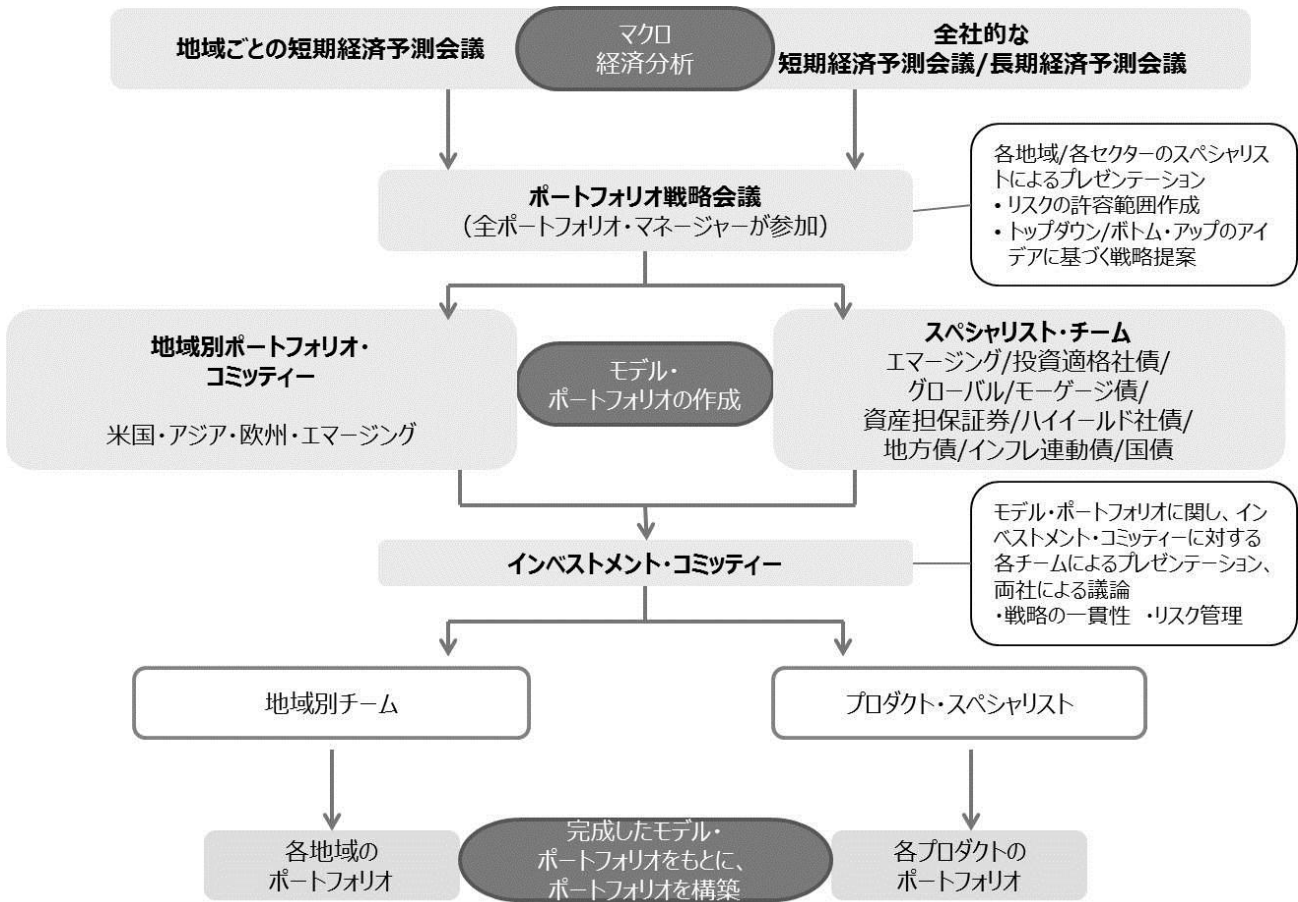 地域ごとの短期経済予測会議
マクロ
経済分析
全社的な
短期経済予測会議/長期経済予測会議
ポートフォリオ戦略会議
（全ポートフォリオ・マネージャーが参加）
各地域/各セクターのスペシャリス
トによるプレゼンテーション
• リスクの許容範囲作成
• トップダウン/ボトム・アップのアイ
デアに基づく戦略提案
地域別ポートフォリオ・
コミッティー
米国・アジア・欧州・エマージング
モデル・
ポートフォリオの作成
スペシャリスト・チーム
エマージング/投資適格社債/
グローバル/モーゲージ債/
資産担保証券/ハイイールド社債/
地方債/インフレ連動債/国債
インベストメント・コミッティー
モデル・ポートフォリオに関し、イン
ベストメント・コミッティーに対する
各チームによるプレゼンテーション、
両社による議論
・戦略の一貫性 ・リスク管理
地域別チーム
プロダクト・スペシャリスト
各地域の
ポートフォリオ
完成したモデル・
ポートフォリオをもとに、
ポートフォリオを構築
各プロダクトの
ポートフォリオ